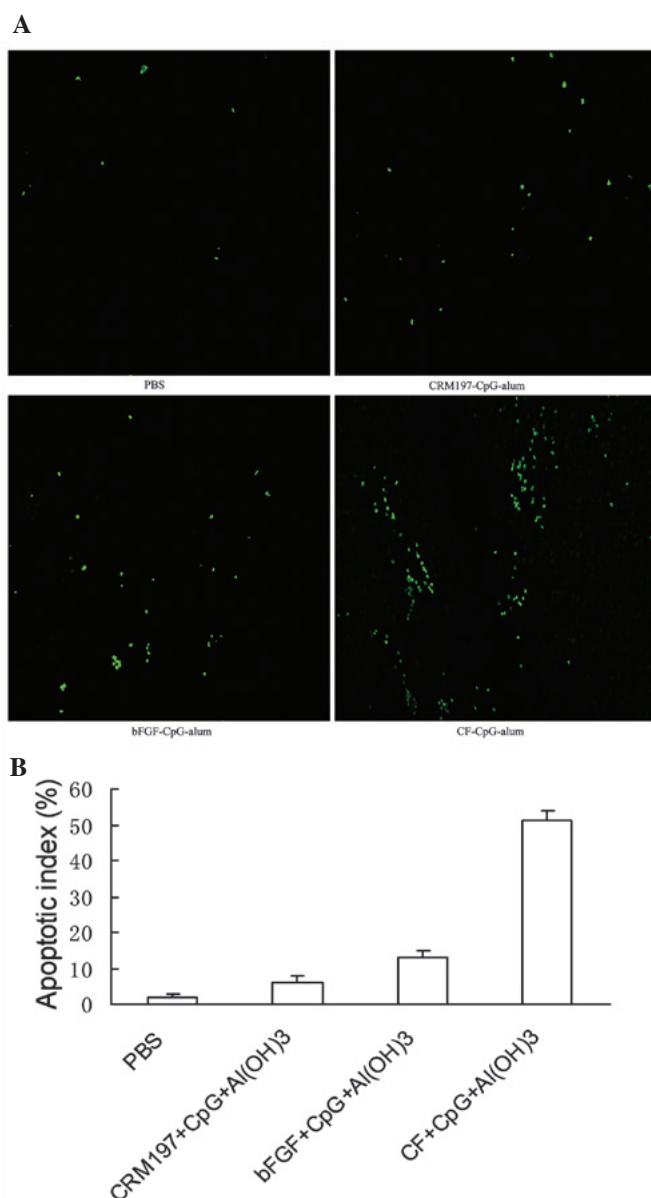 A
PBS
CRM197-CpG-alum
bFGF-CpG-alum
CF-CpG-alum
B
Apoptotic index (%)
60
50
40
30
20
10
0
PBS
CRM197+CpG+Al(OH)3
bFGF+CpG+Al(OH)3
CF+CpG+Al(OH)3